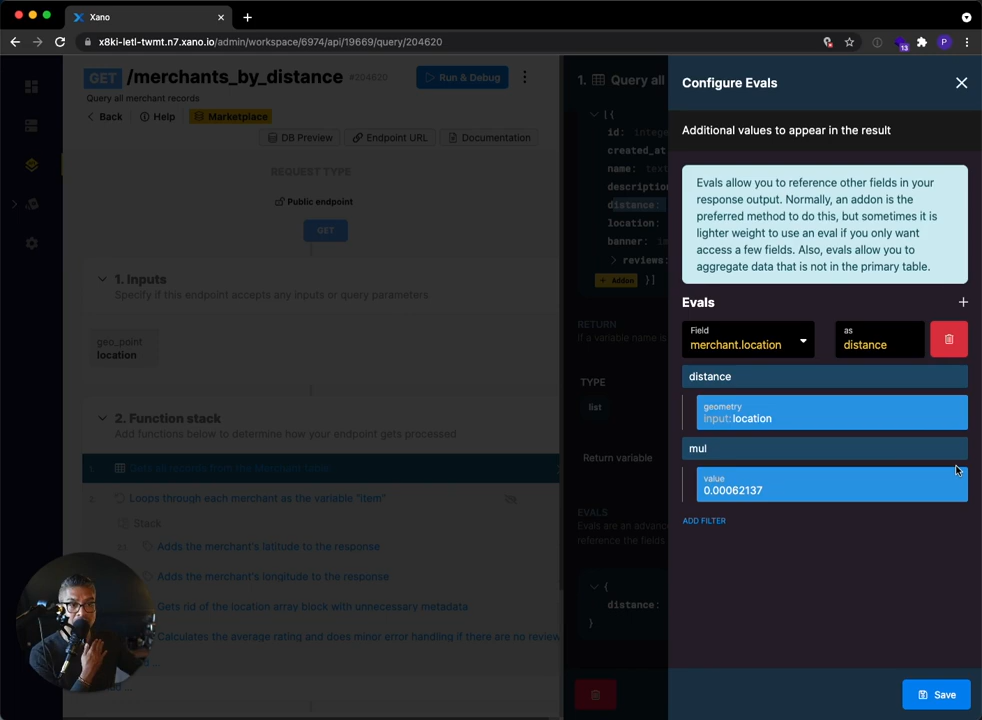 Xano
x8ki-letl-twmt.n7.xano.io/admin/workspace/6974/api/19669/query/204620
13
P
GET /merchants_by_distance #204620
Run & Debug
Query all merchant records
Back
Help
Marketplace
DB Preview
Endpoint URL
Documentation
REQUEST TYPE
Public endpoint
GET
1. Inputs
Specify if this endpoint accepts any inputs or query parameters
geo_point
location
2. Function stack
Add functions below to determine how your endpoint gets processed
Gets all records from the Merchant table
Loops through each merchant as the variable "item"
Stack
2.1
Adds the merchant's latitude to the response
Adds the merchant's longitude to the response
Gets rid of the location array block with unnecessary metadata
Calculates the average rating and does minor error handling if there are no review
1. Query all
[{
id: intege
created_at
name: text
description
distance:
location:
banner: im
reviews:
+ Addon }]
RETURN
If a variable name is
TYPE
list
Return variable
EVALS
Evals are an advanc
reference the fields
{
distance:
}
Configure Evals
Additional values to appear in the result
Evals allow you to reference other fields in your
response output. Normally, an addon is the
preferred method to do this, but sometimes it is
lighter weight to use an eval if you only want
access a few fields. Also, evals allow you to
aggregate data that is not in the primary table.
Evals
Field
merchant.location
as
distance
distance
geometry
input:location
mul
value
0.00062137
ADD FILTER
Save